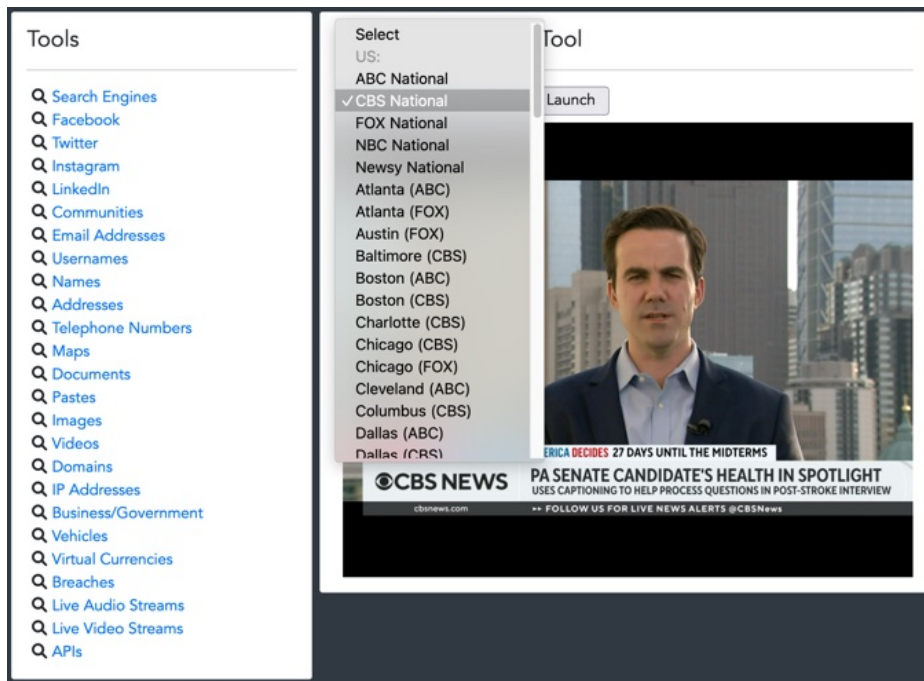 Tools
Search Engines
Facebook
Twitter
Instagram
LinkedIn
Communities
Email Addresses
Usernames
Names
Addresses
Telephone Numbers
Maps
Documents
Pastes
Images
Videos
Domains
IP Addresses
Business/Government
Vehicles
Virtual Currencies
Breaches
Live Audio Streams
Live Video Streams
APIs
Tool
Select
US:
ABC National
✓CBS National
FOX National
NBC National
Newsy National
Atlanta (ABC)
Atlanta (FOX)
Austin (FOX)
Baltimore (CBS)
Boston (ABC)
Boston (CBS)
Charlotte (CBS)
Chicago (CBS)
Chicago (FOX)
Cleveland (ABC)
Columbus (CBS)
Dallas (ABC)
Dallas (CBS)
Launch
ERICA DECIDES 27 DAYS UNTIL THE MIDTERMS
CBS NEWS
PA SENATE CANDIDATE'S HEALTH IN SPOTLIGHT
USES CAPTIONING TO HELP PROCESS QUESTIONS IN POST-STROKE INTERVIEW
cbsnews.com
FOLLOW US FOR LIVE NEWS ALERTS @CBSNews